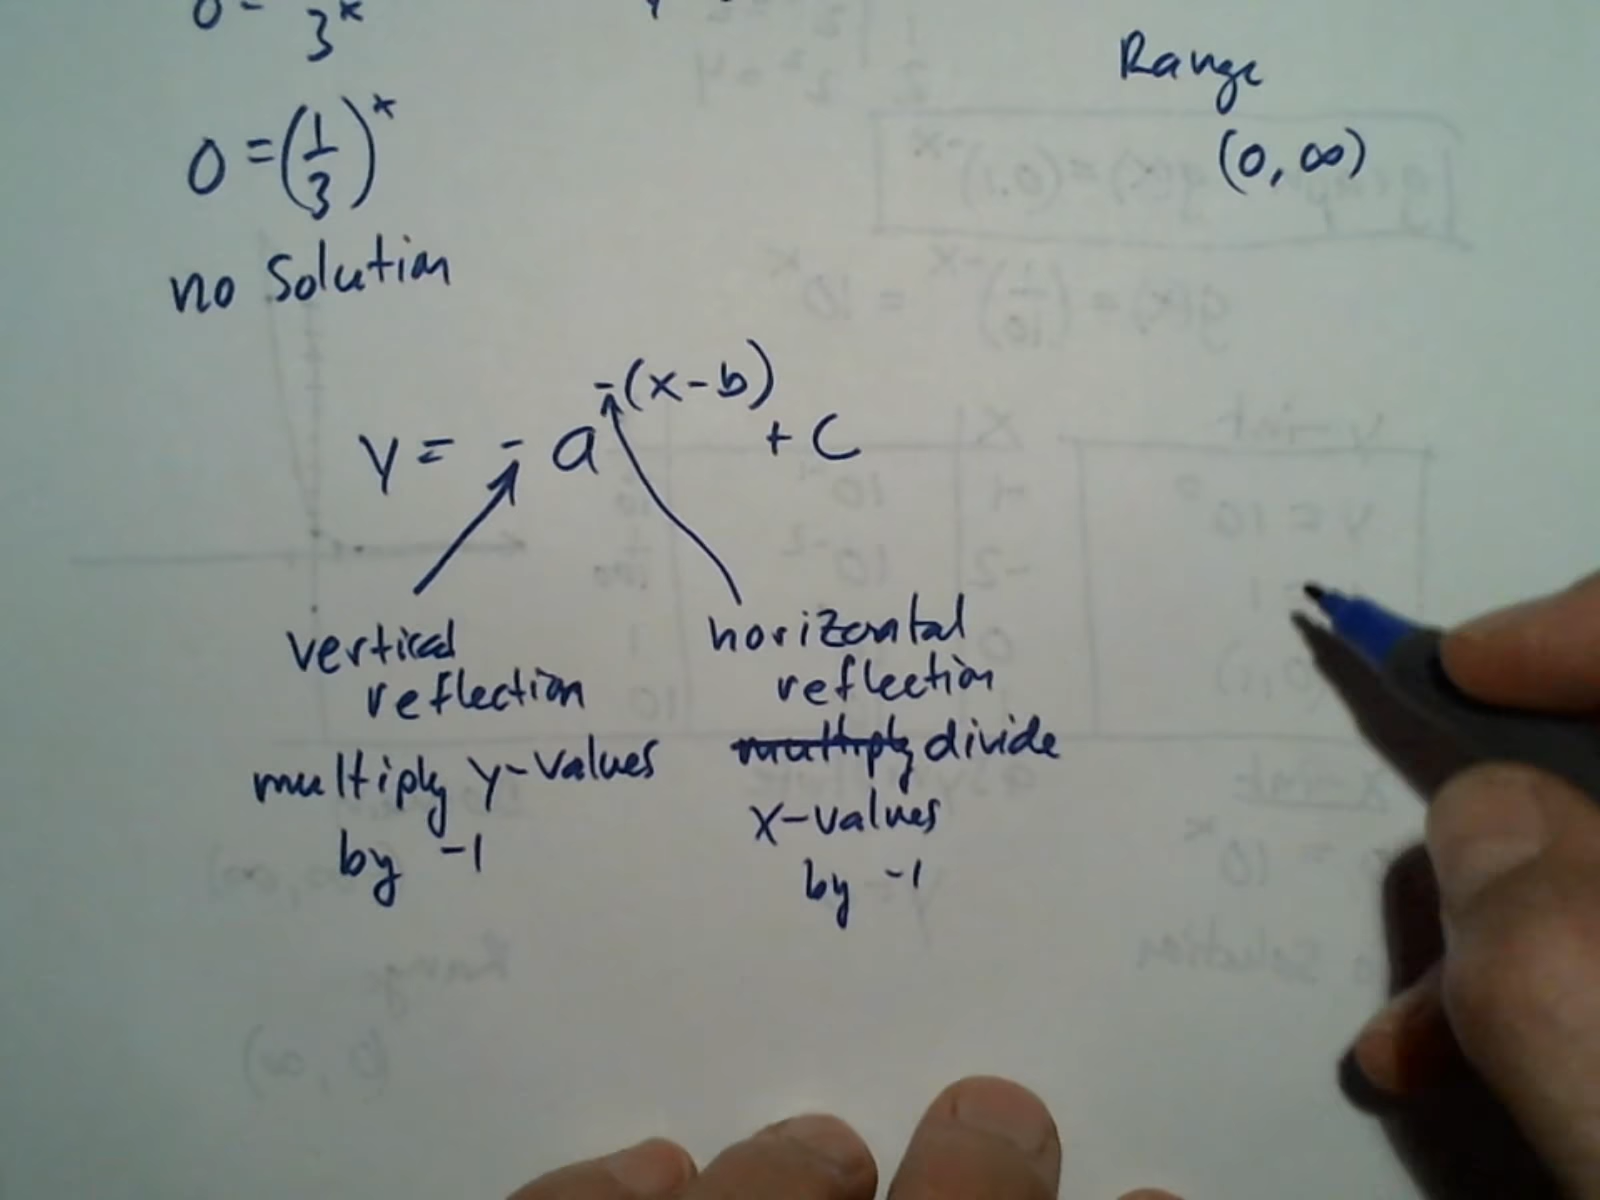 0 = 3^x
0 = (1/3)^x
no Solution
Range
(0, ∞)
y = - a^-(x-b) + C
vertical
reflection
multiply y-values
by -1
horizontal
reflection
multiply divide
x-values
by -1